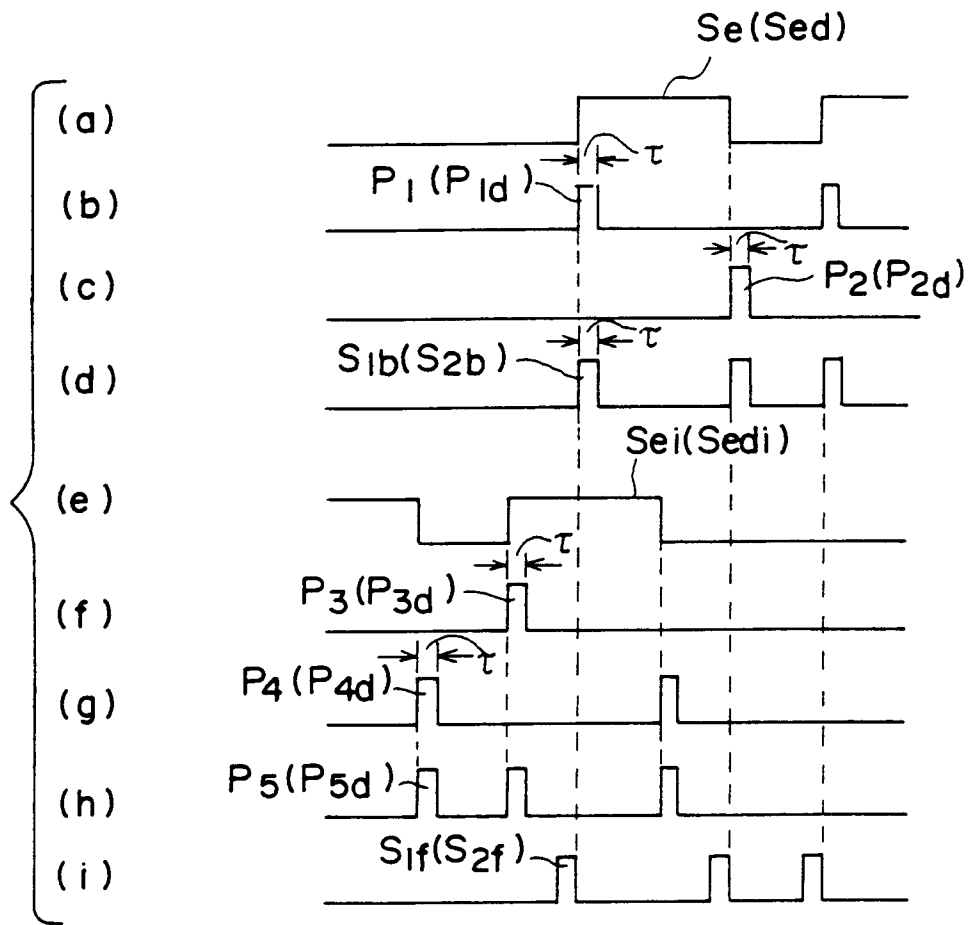 Se(Sed)
(a)
τ
P1(P1d)
(b)
τ
P2(P2d)
(c)
τ
S1b(S2b)
(d)
Sei(Sedi)
(e)
τ
P3(P3d)
(f)
τ
P4(P4d)
(g)
P5(P5d)
(h)
S1f(S2f)
(i)